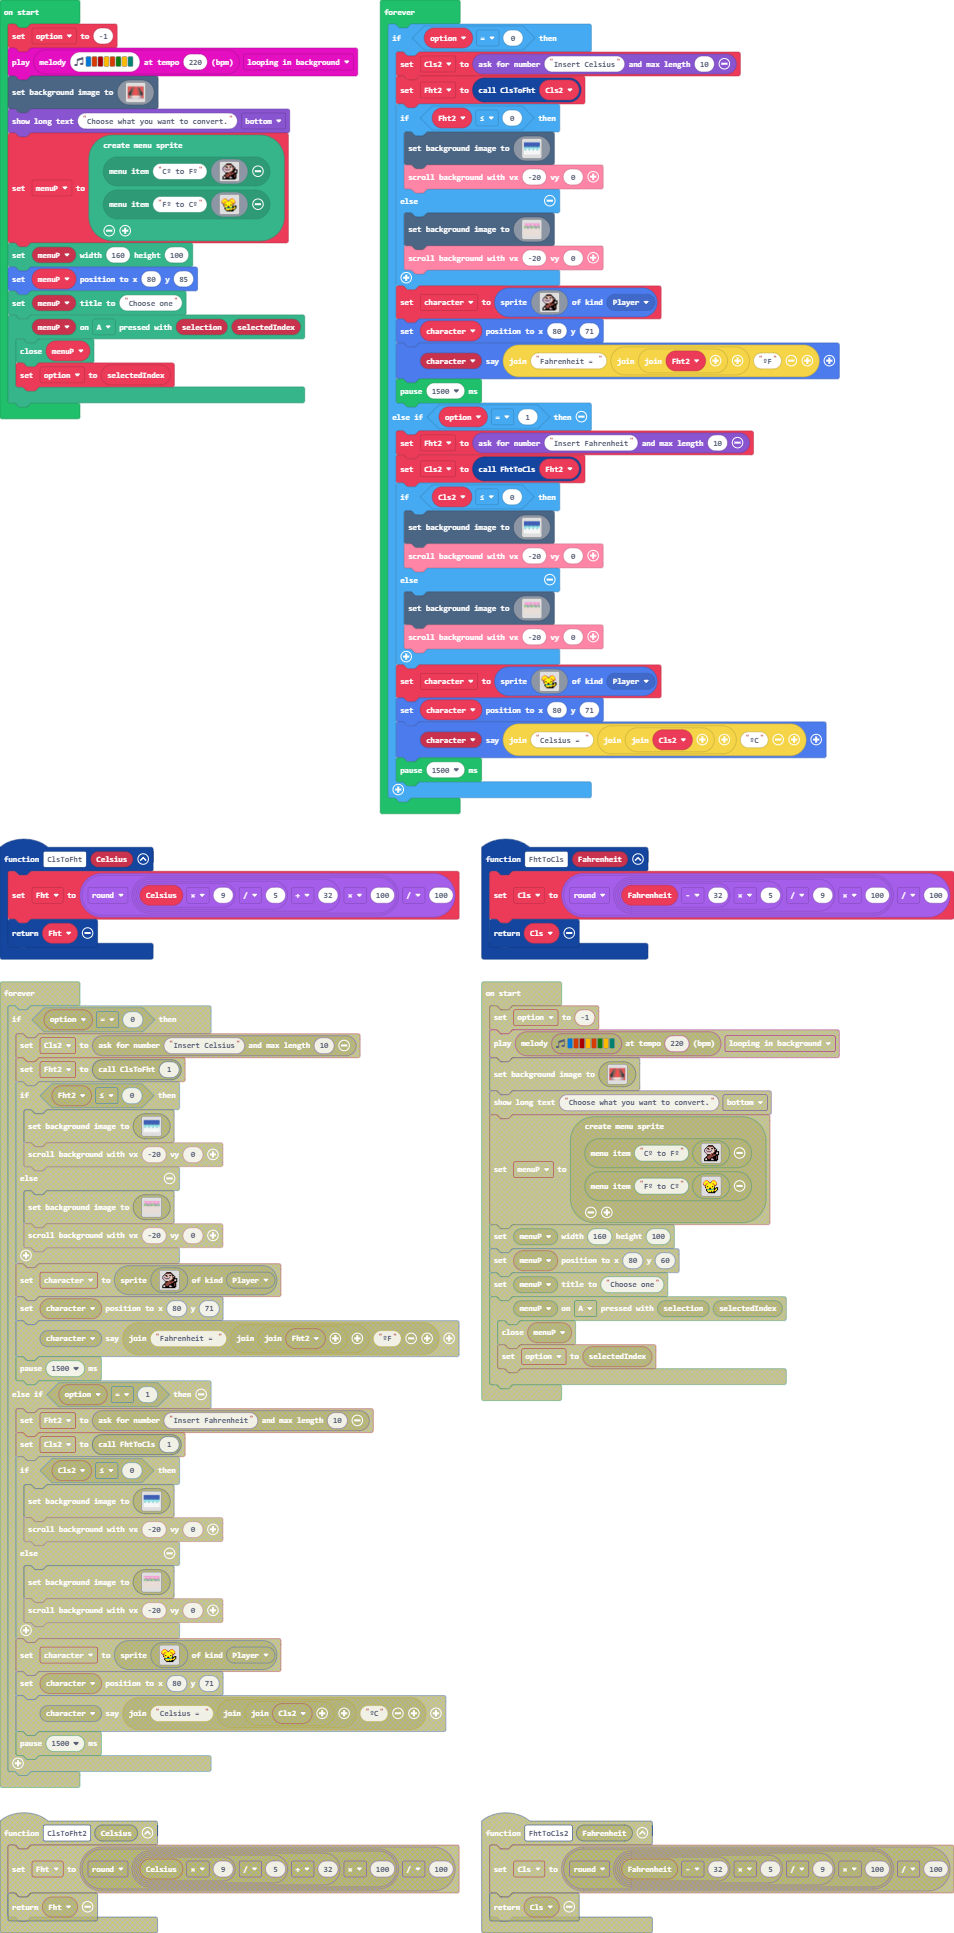 on start
set option to -1
play melody at tempo 220 (bpm) looping in background
set background image to
show long text "Choose what you want to convert." bottom
create menu sprite
menu item "Cº to Fº"
set menuP to
menu item "Fº to Cº"
set menuP width 160 height 100
set menuP position to x 80 y 85
set menuP title to "Choose one"
menuP on A pressed with selection selectedIndex
close menuP
set option to selectedIndex
forever
if option = 0 then
set Cls2 to ask for number "Insert Celsius" and max length 10
set Fht2 to call ClsToFht Cls2
if Fht2 ≤ 0 then
set background image to
scroll background with vx -20 vy 0
else
set background image to
scroll background with vx -20 vy 0
set character to sprite of kind Player
set character position to x 80 y 71
character say join "Fahrenheit = " join join Fht2 "ºF"
pause 1500 ms
else if option = 1 then
set Fht2 to ask for number "Insert Fahrenheit" and max length 10
set Cls2 to call FhtToCls Fht2
if Cls2 ≤ 0 then
set background image to
scroll background with vx -20 vy 0
else
set background image to
scroll background with vx -20 vy 0
set character to sprite of kind Player
set character position to x 80 y 71
character say join "Celsius = " join join Cls2 "ºC"
pause 1500 ms
function ClsToFht Celsius
set Fht to round Celsius × 9 / 5 + 32 × 100 / 100
return Fht
function FhtToCls Fahrenheit
set Cls to round Fahrenheit - 32 × 5 / 9 × 100 / 100
return Cls
forever
if option = 0 then
set Cls2 to ask for number "Insert Celsius" and max length 10
set Fht2 to call ClsToFht 1
if Fht2 ≤ 0 then
set background image to
scroll background with vx -20 vy 0
else
set background image to
scroll background with vx -20 vy 0
set character to sprite of kind Player
set character position to x 80 y 71
character say join "Fahrenheit = " join join Fht2 "ºF"
pause 1500 ms
else if option = 1 then
set Fht2 to ask for number "Insert Fahrenheit" and max length 10
set Cls2 to call FhtToCls 1
if Cls2 ≤ 0 then
set background image to
scroll background with vx -20 vy 0
else
set background image to
scroll background with vx -20 vy 0
set character to sprite of kind Player
set character position to x 80 y 71
character say join "Celsius = " join join Cls2 "ºC"
pause 1500 ms
on start
set option to -1
play melody at tempo 220 (bpm) looping in background
set background image to
show long text "Choose what you want to convert." bottom
create menu sprite
menu item "Cº to Fº"
set menuP to
menu item "Fº to Cº"
set menuP width 160 height 100
set menuP position to x 80 y 60
set menuP title to "Choose one"
menuP on A pressed with selection selectedIndex
close menuP
set option to selectedIndex
function ClsToFht2 Celsius
set Fht to round Celsius × 9 / 5 + 32 × 100 / 100
return Fht
function FhtToCls2 Fahrenheit
set Cls to round Fahrenheit - 32 × 5 / 9 × 100 / 100
return Cls